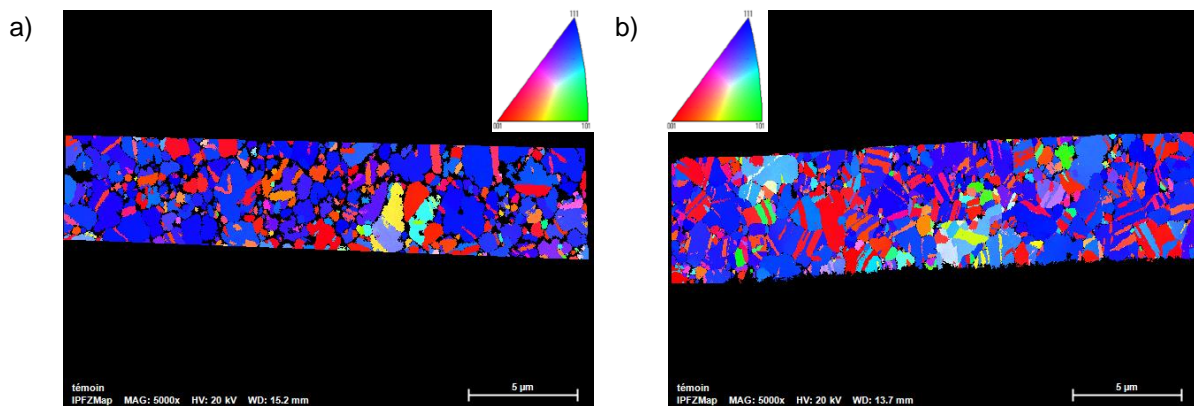 a)
111
001
101
témoin
IPFZMap MAG: 5000x HV: 20 kV WD: 15.2 mm
5 µm
b)
111
001
101
témoin
IPFZMap MAG: 5000x HV: 20 kV WD: 13.7 mm
5 µm